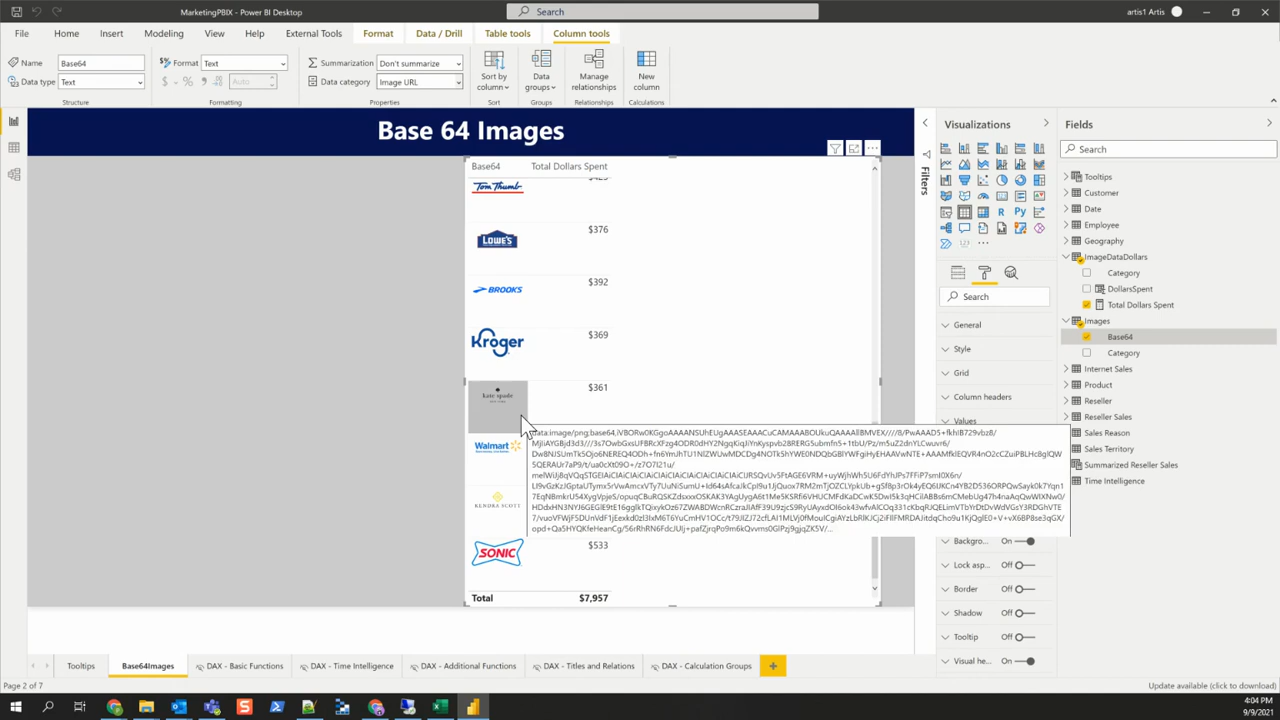 MarketingPBIX - Power BI Desktop
Search
artis1 Artis
File Home Insert Modeling View Help External Tools Format Data / Drill Table tools Column tools
Name Base64
Format Text
Summarization Don't summarize
Data type Text
$ % Auto
Data category Image URL
Sort by column
Data groups
Manage relationships
New column
Structure Formatting Properties Sort Groups Relationships Calculations
Base 64 Images
Base64 Total Dollars Spent
Tom Thumb
LOWE'S $376
BROOKS $392
Kroger $369
kate spade $361
Walmart
KENDRA SCOTT
SONIC $533
Total $7,957
Filters
Visualizations
R Py
Search
General
Style
Grid
Column headers
Values
Backgro... On
Lock asp... Off
Border Off
Shadow Off
Tooltip Off
Visual he... On
Fields
Search
Tooltips
Customer
Date
Employee
Geography
ImageDataDollars
Category
DollarsSpent
Total Dollars Spent
Images
Base64
Category
Internet Sales
Product
Reseller
Reseller Sales
Sales Reason
Sales Territory
Summarized Reseller Sales
Time Intelligence
Tooltips Base64Images DAX - Basic Functions DAX - Time Intelligence DAX - Additional Functions DAX - Titles and Relations DAX - Calculation Groups
Page 2 of 7
Update available (click to download)
4:04 PM
9/9/2021